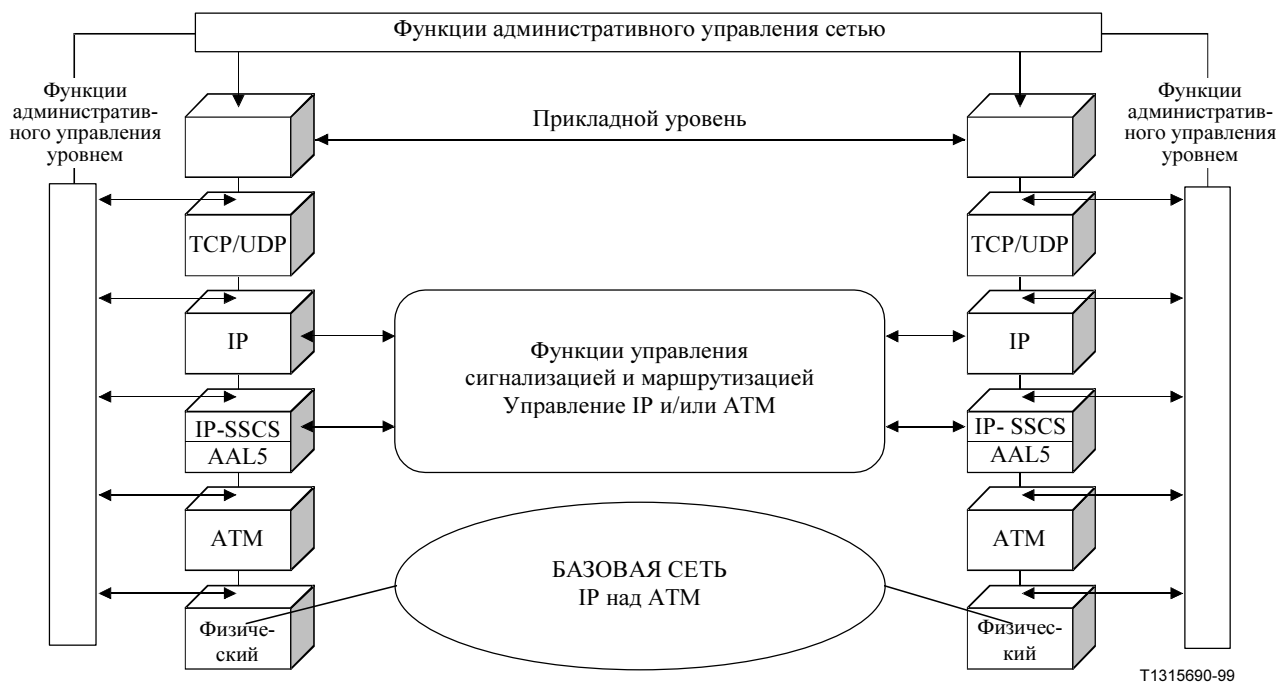 Функции административного управления сетью
Функции
административ-
ного управления
уровнем
Прикладной уровень
Функции
административ-
ного управления
уровнем
TCP/UDP
TCP/UDP
IP
Функции управления
сигнализацией и маршрутизацией
Управление IP и/или ATM
IP
IP-SSCS
AAL5
IP- SSCS
AAL5
ATM
ATM
БАЗОВАЯ СЕТЬ
IP над ATM
Физиче-
ский
Физичес-
кий
T1315690-99